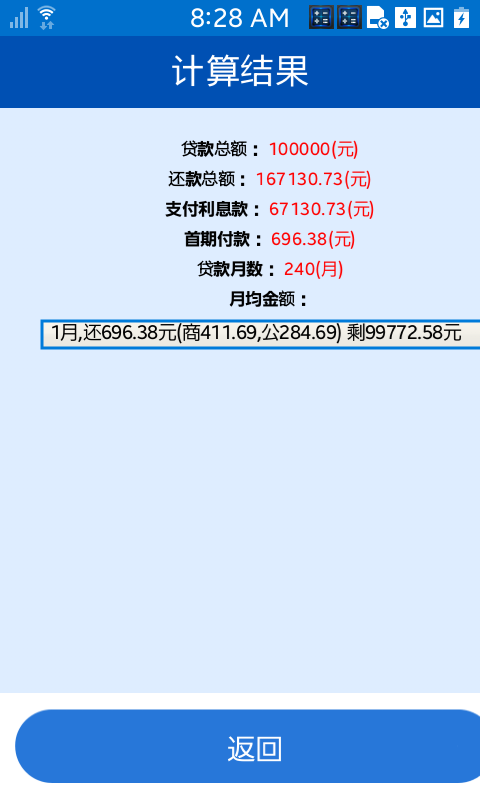 8:28 AM
计算结果
贷款总额：100000(元)
还款总额：167130.73(元)
支付利息款：67130.73(元)
首期付款：696.38(元)
贷款月数：240(月)
月均金额：
1月,还696.38元(商411.69,公284.69) 剩99772.58元
返回